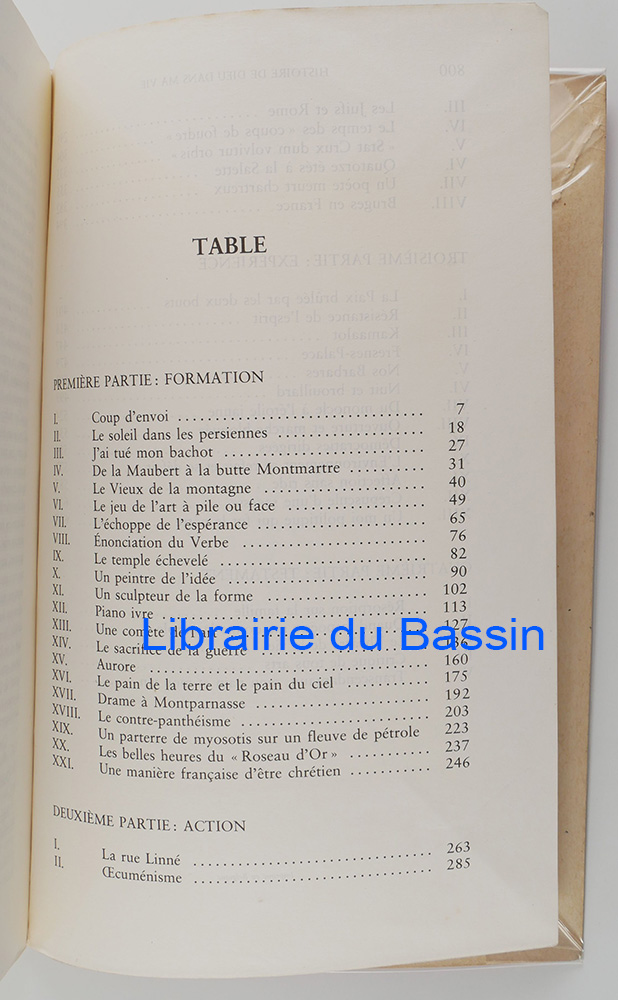 TABLE
PREMIÈRE PARTIE : FORMATION
I. Coup d'envoi . . . . . . . . . . . . . . . . . . . . . . . . . . . . 7
II. Le soleil dans les persiennes . . . . . . . . . . . . . . . . . . 18
III. J'ai tué mon bachot . . . . . . . . . . . . . . . . . . . . . . . . 27
IV. De la Maubert à la butte Montmartre . . . . . . . . . . 31
V. Le Vieux de la montagne . . . . . . . . . . . . . . . . . . . . 40
VI. Le jeu de l'art à pile ou face . . . . . . . . . . . . . . . . . 49
VII. L'échoppe de l'espérance . . . . . . . . . . . . . . . . . . . . 65
VIII. Énonciation du Verbe . . . . . . . . . . . . . . . . . . . . . 76
IX. Le temple échevelé . . . . . . . . . . . . . . . . . . . . . . . . 82
X. Un peintre de l'idée . . . . . . . . . . . . . . . . . . . . . . . . 90
XI. Un sculpteur de la forme . . . . . . . . . . . . . . . . . . . 102
XII. Piano ivre . . . . . . . . . . . . . . . . . . . . . . . . . . . . . . 113
XIII. Une comète de l'art . . . . . . . . . . . . . . . . . . . . . . . 127
XIV. Le sacrifice de la guerre . . . . . . . . . . . . . . . . . . . . 136
Librairie du Bassin
XV. Aurore . . . . . . . . . . . . . . . . . . . . . . . . . . . . . . . . . 160
XVI. Le pain de la terre et le pain du ciel . . . . . . . . . . . 175
XVII. Drame à Montparnasse . . . . . . . . . . . . . . . . . . . . . 192
XVIII. Le contre-panthéisme . . . . . . . . . . . . . . . . . . . . . . 203
XIX. Un parterre de myosotis sur un fleuve de pétrole 223
XX. Les belles heures du « Roseau d'Or » . . . . . . . . . . 237
XXI. Une manière française d'être chrétien . . . . . . . . . . 246
DEUXIÈME PARTIE : ACTION
I. La rue Linné . . . . . . . . . . . . . . . . . . . . . . . . . . . . . 263
II. Œcuménisme . . . . . . . . . . . . . . . . . . . . . . . . . . . . . 285